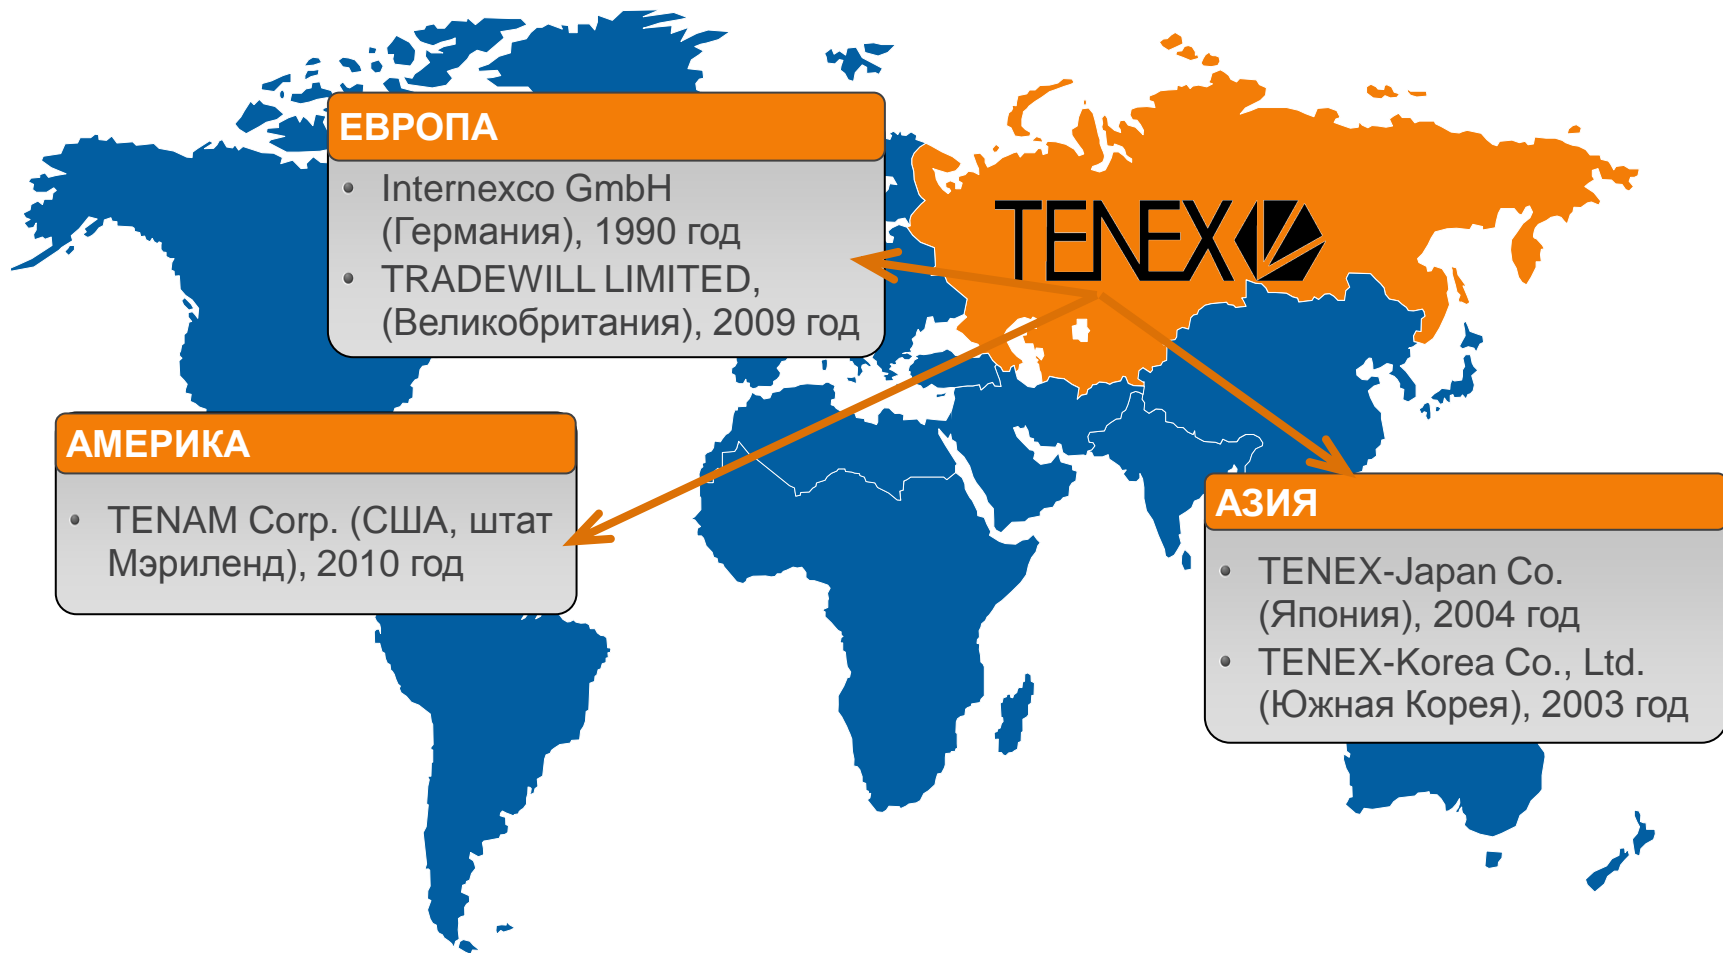 ЕВРОПА
• Internexco GmbH
(Германия), 1990 год
• TRADEWILL LIMITED,
(Великобритания), 2009 год
TENEX
АМЕРИКА
• TENAM Corp. (США, штат
Мэриленд), 2010 год
АЗИЯ
• TENEX-Japan Co.
(Япония), 2004 год
• TENEX-Korea Co., Ltd.
(Южная Корея), 2003 год